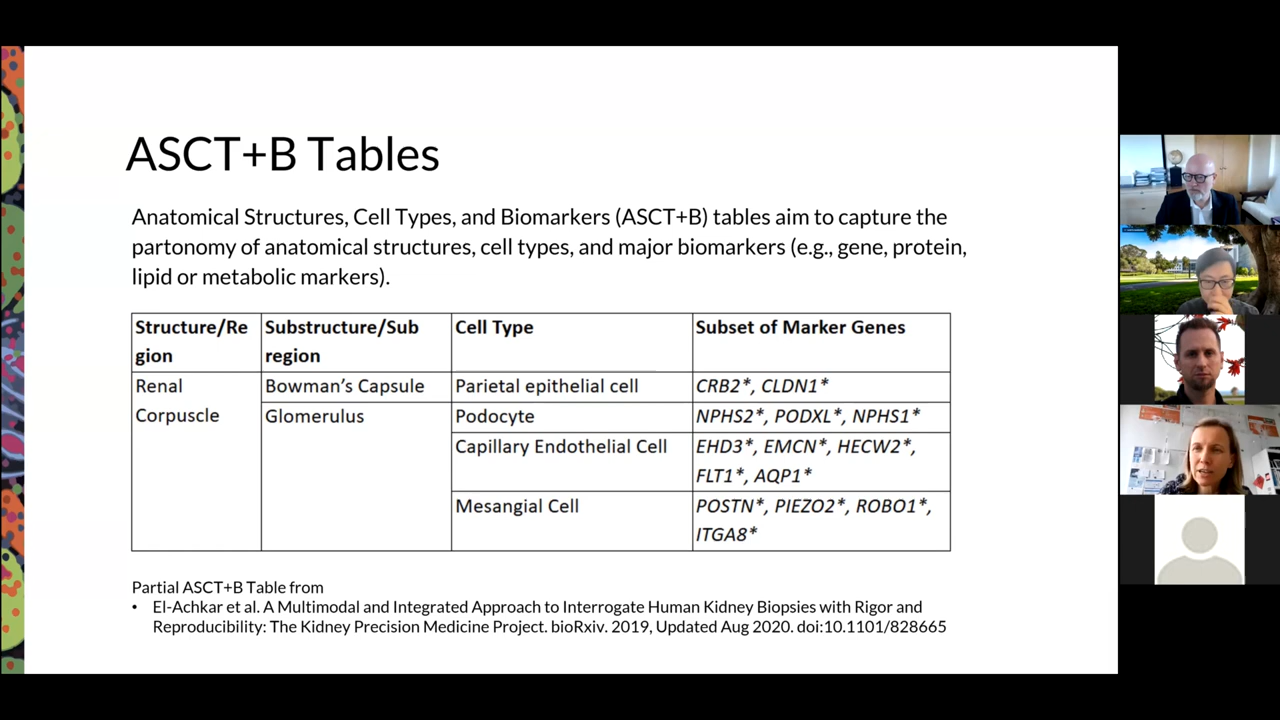 ASCT+B Tables
Anatomical Structures, Cell Types, and Biomarkers (ASCT+B) tables aim to capture the
partonomy of anatomical structures, cell types, and major biomarkers (e.g., gene, protein,
lipid or metabolic markers).
Structure/Re
gion
Substructure/Sub
region
Cell Type
Subset of Marker Genes
Renal
Corpuscle
Bowman's Capsule
Parietal epithelial cell
CRB2*, CLDN1*
Glomerulus
Podocyte
NPHS2*, PODXL*, NPHS1*
Capillary Endothelial Cell
EHD3*, EMCN*, HECW2*,
FLT1*, AQP1*
Mesangial Cell
POSTN*, PIEZO2*, ROBO1*,
ITGA8*
Partial ASCT+B Table from
• El-Achkar et al. A Multimodal and Integrated Approach to Interrogate Human Kidney Biopsies with Rigor and
Reproducibility: The Kidney Precision Medicine Project. bioRxiv. 2019, Updated Aug 2020. doi:10.1101/828665